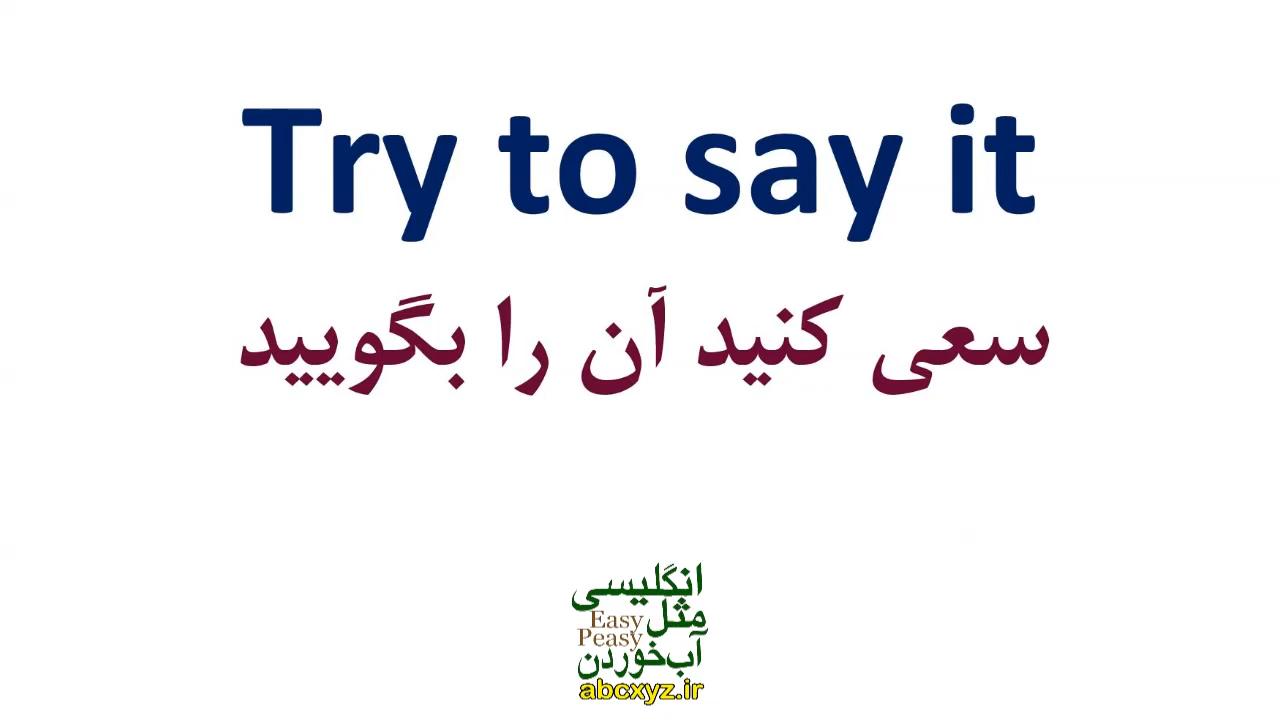 Try to say it
سعی کنید آن را بگویید
انگلیسی
مثل
Easy
Peasy
آب‌خوردن
abcxyz.ir